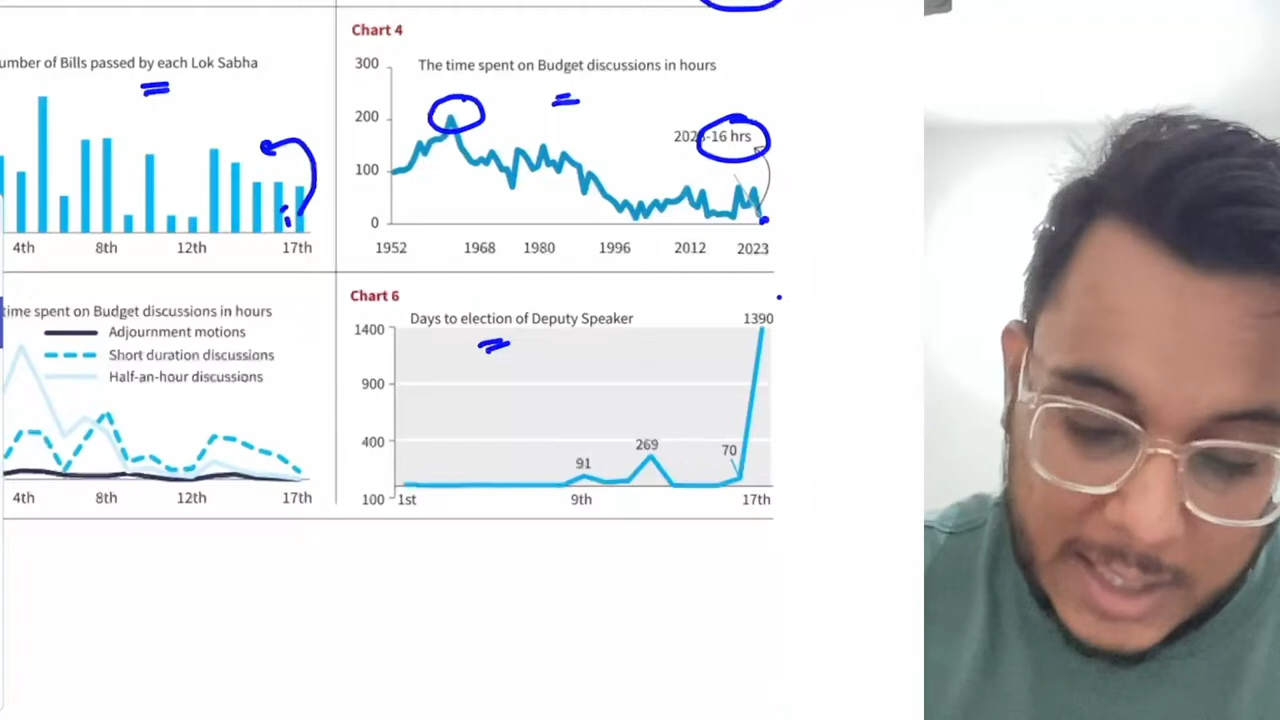 Chart 4
umber of Bills passed by each Lok Sabha
4th 8th 12th 17th
The time spent on Budget discussions in hours
300
200
100
0
-16 hrs
1952 1968 1980 1996 2012 2023
time spent on Budget discussions in hours
Adjournment motions
Short duration discussions
Half-an-hour discussions
4th 8th 12th 17th
Chart 6
Days to election of Deputy Speaker
1400
900
400
100
1390
91
269
70
1st 9th 17th